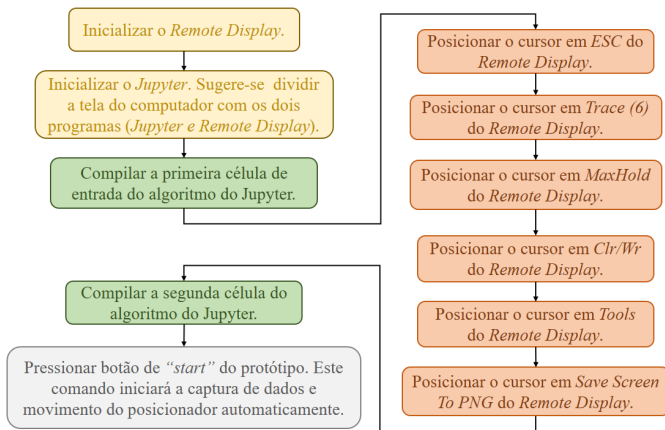 Inicializar o Remote Display.
Inicializar o Jupyter. Sugere-se dividir
a tela do computador com os dois
programas (Jupyter e Remote Display).
Compilar a primeira célula de
entrada do algoritmo do Jupyter.
Posicionar o cursor em ESC do
Remote Display.
Posicionar o cursor em Trace (6)
do Remote Display.
Posicionar o cursor em MaxHold
do Remote Display.
Posicionar o cursor em Clr/Wr
do Remote Display.
Posicionar o cursor em Tools
do Remote Display.
Posicionar o cursor em Save Screen
To PNG do Remote Display.
Compilar a segunda célula do
algoritmo do Jupyter.
Pressionar botão de “start” do protótipo. Este
comando iniciará a captura de dados e
movimento do posicionador automaticamente.